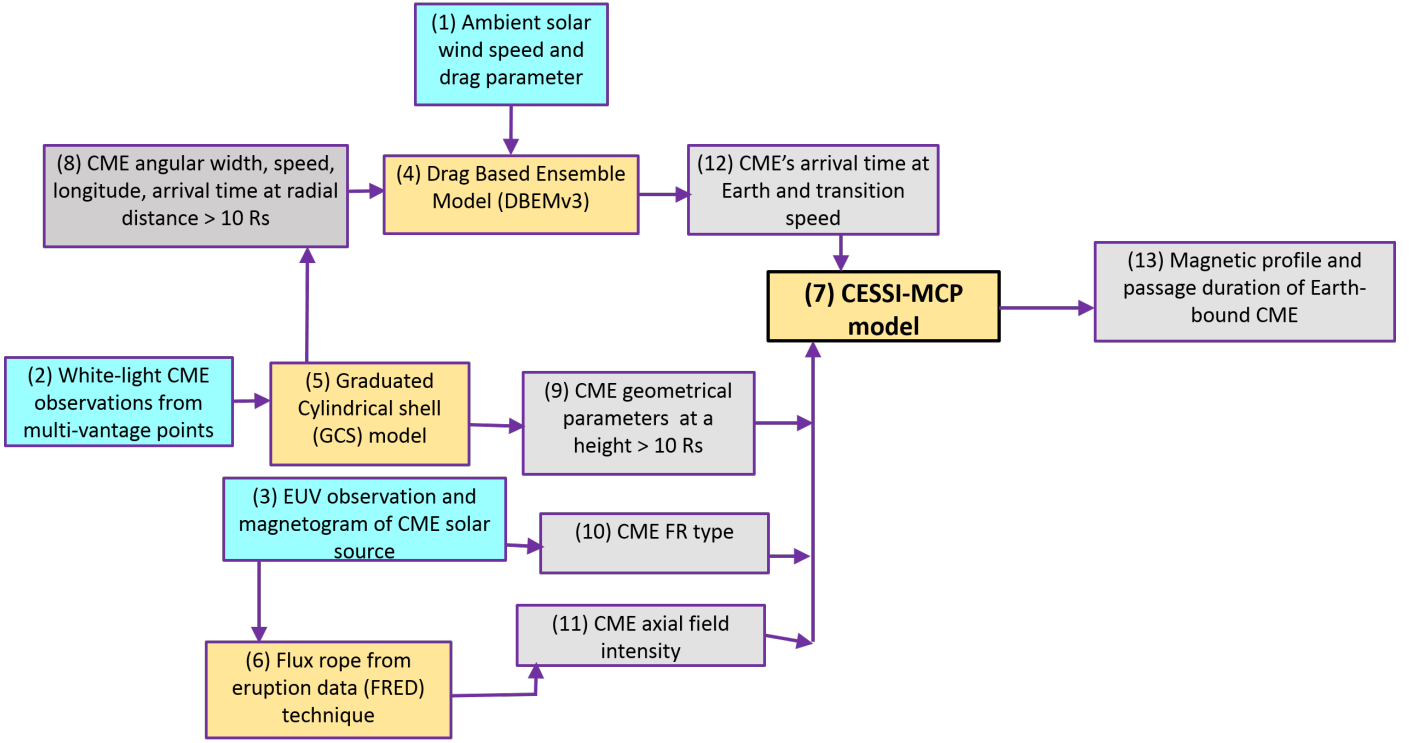 (1) Ambient solar
wind speed and
drag parameter
(8) CME angular width, speed,
longitude, arrival time at radial
distance > 10 Rs
(4) Drag Based Ensemble
Model (DBEMv3)
(12) CME’s arrival time at
Earth and transition
speed
(13) Magnetic profile and
passage duration of Earth-
bound CME
(7) CESSI-MCP
model
(2) White-light CME
observations from
multi-vantage points
(5) Graduated
Cylindrical shell
(GCS) model
(9) CME geometrical
parameters at a
height > 10 Rs
(3) EUV observation and
magnetogram of CME solar
source
(10) CME FR type
(11) CME axial field
intensity
(6) Flux rope from
eruption data (FRED)
technique